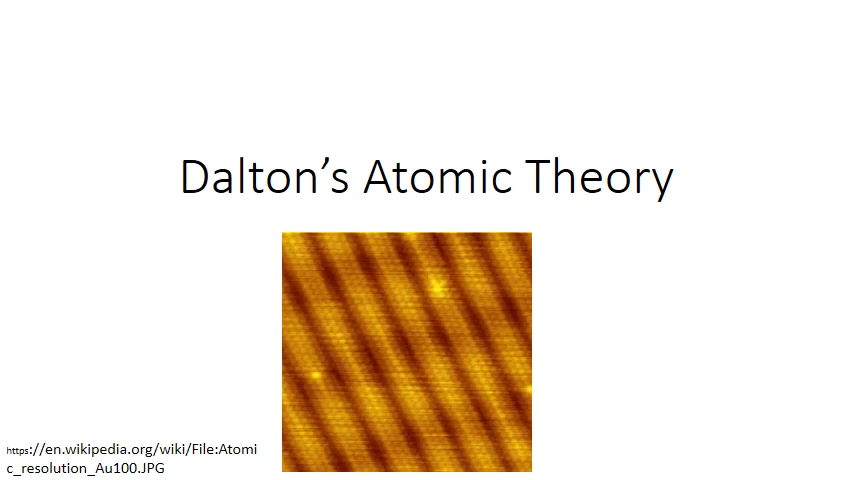 Dalton’s Atomic Theory
https://en.wikipedia.org/wiki/File:Atomi
c_resolution_Au100.JPG